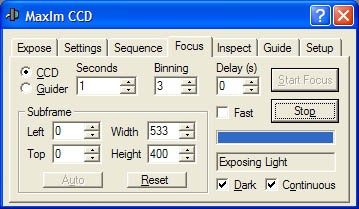 MaxIm CCD
Expose Settings Sequence Focus Inspect Guide Setup
CCD Seconds Binning Delay (s)
Guider 1 3 0 Start Focus
Subframe Fast Stop
Left 0 Width 533
Top 0 Height 400 Exposing Light
Auto Reset Dark Continuous